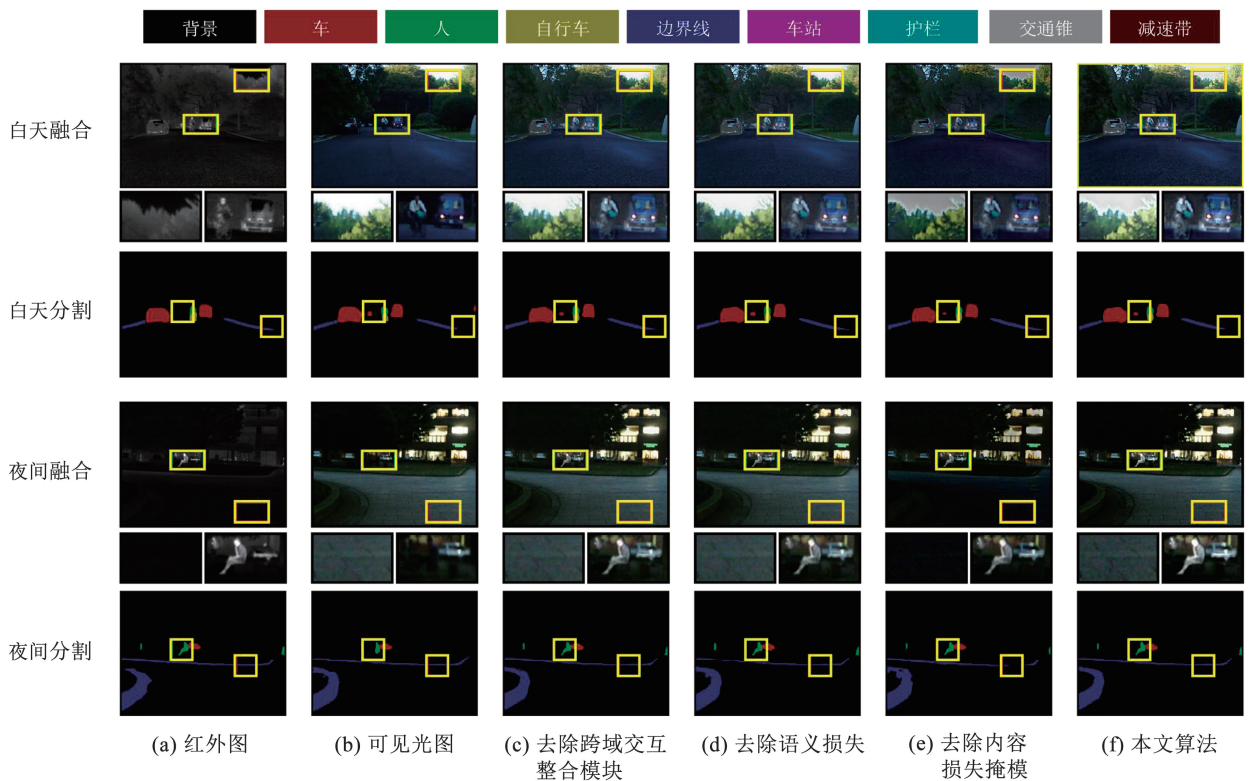 背景 车 人 自行车 边界线 车站 护栏 交通锥 减速带
白天融合
白天分割
夜间融合
夜间分割
(a) 红外图 (b) 可见光图 (c) 去除跨域交互 (d) 去除语义损失 (e) 去除内容 (f) 本文算法
整合模块 损失掩模